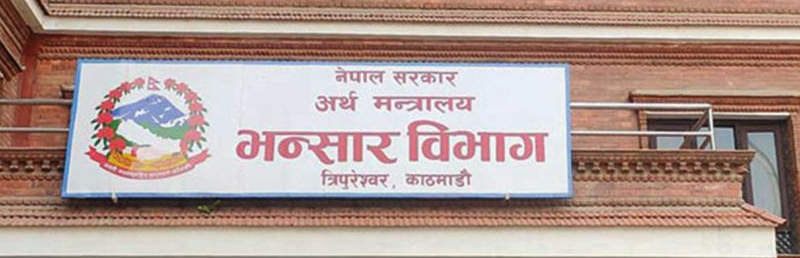 नेपाल सरकार
अर्थ मन्त्रालय
भन्सार विभाग
त्रिपुरेश्वर, काठमाडौ